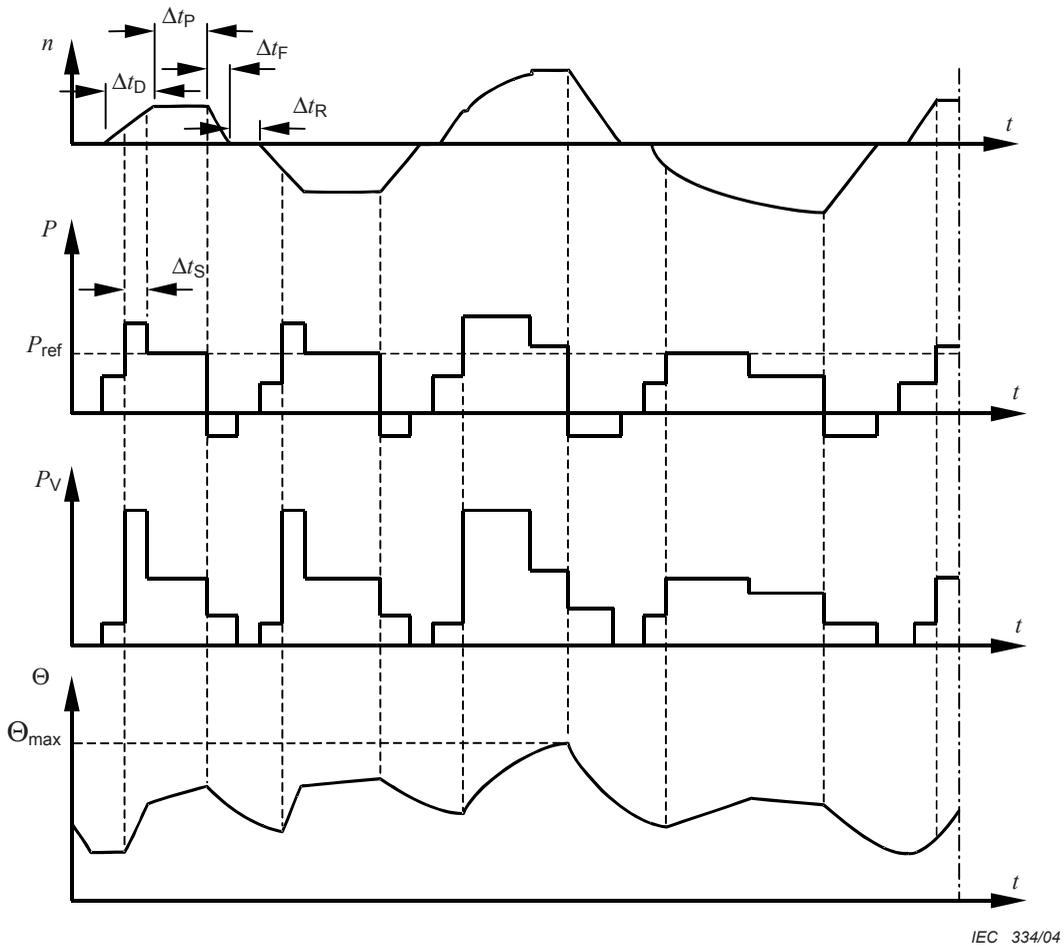 Δt_P
n
Δt_F
Δt_D
Δt_R
t
P
Δt_S
P_ref
t
P_V
t
Θ
Θ_max
t
IEC 334/04